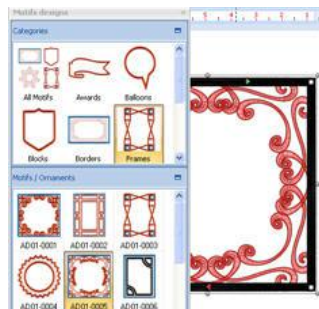 Motifs designs
Categories
All Motifs Awards Balloons
Blocks Borders Frames
Motifs / Ornaments
AD01-0001 AD01-0002 AD01-0003
AD01-0004 AD01-0005 AD01-0006